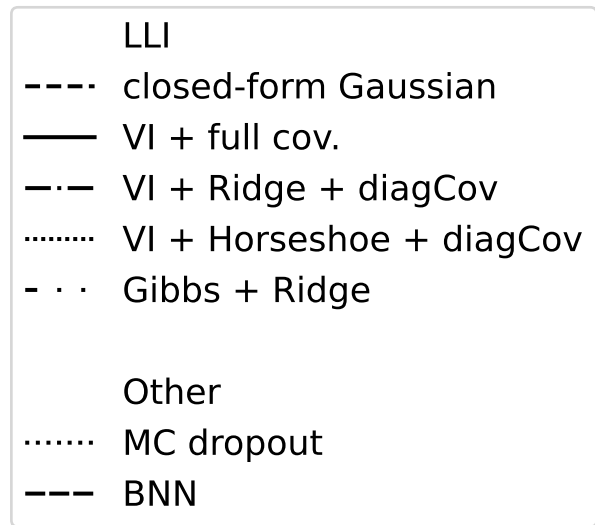 LLI
closed-form Gaussian
VI + full cov.
VI + Ridge + diagCov
VI + Horseshoe + diagCov
Gibbs + Ridge
Other
MC dropout
BNN